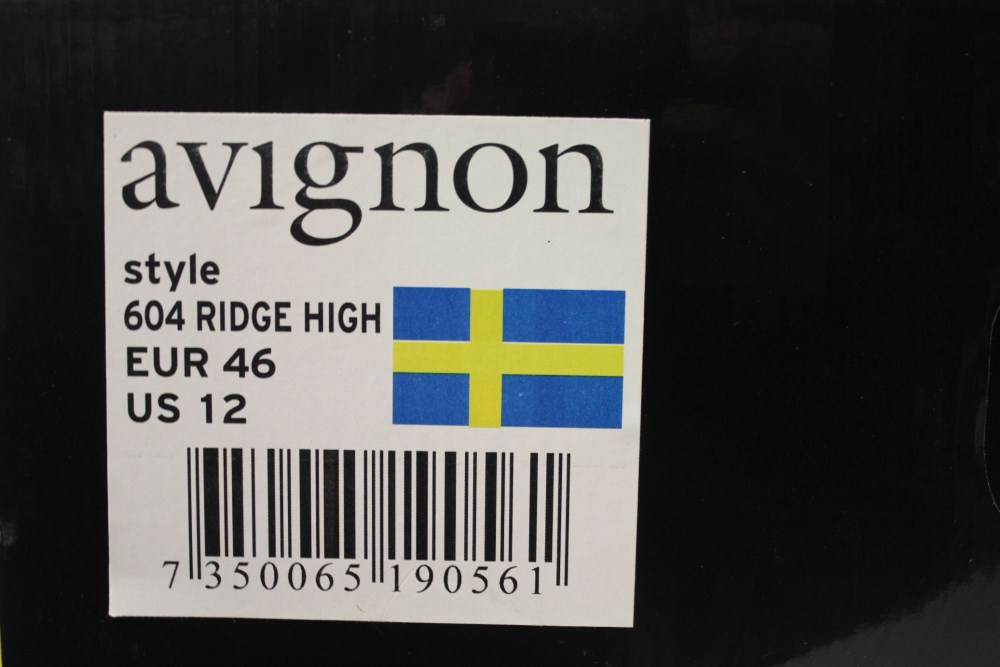 avignon
style
604 RIDGE HIGH
EUR 46
US 12
7 350065 190561